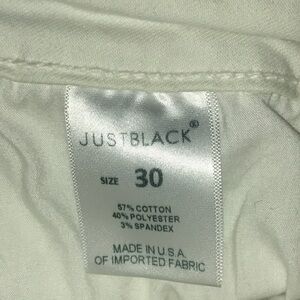 JUSTBLACK®
SIZE 30
57% COTTON
40% POLYESTER
3% SPANDEX
MADE IN U.S.A.
OF IMPORTED FABRIC